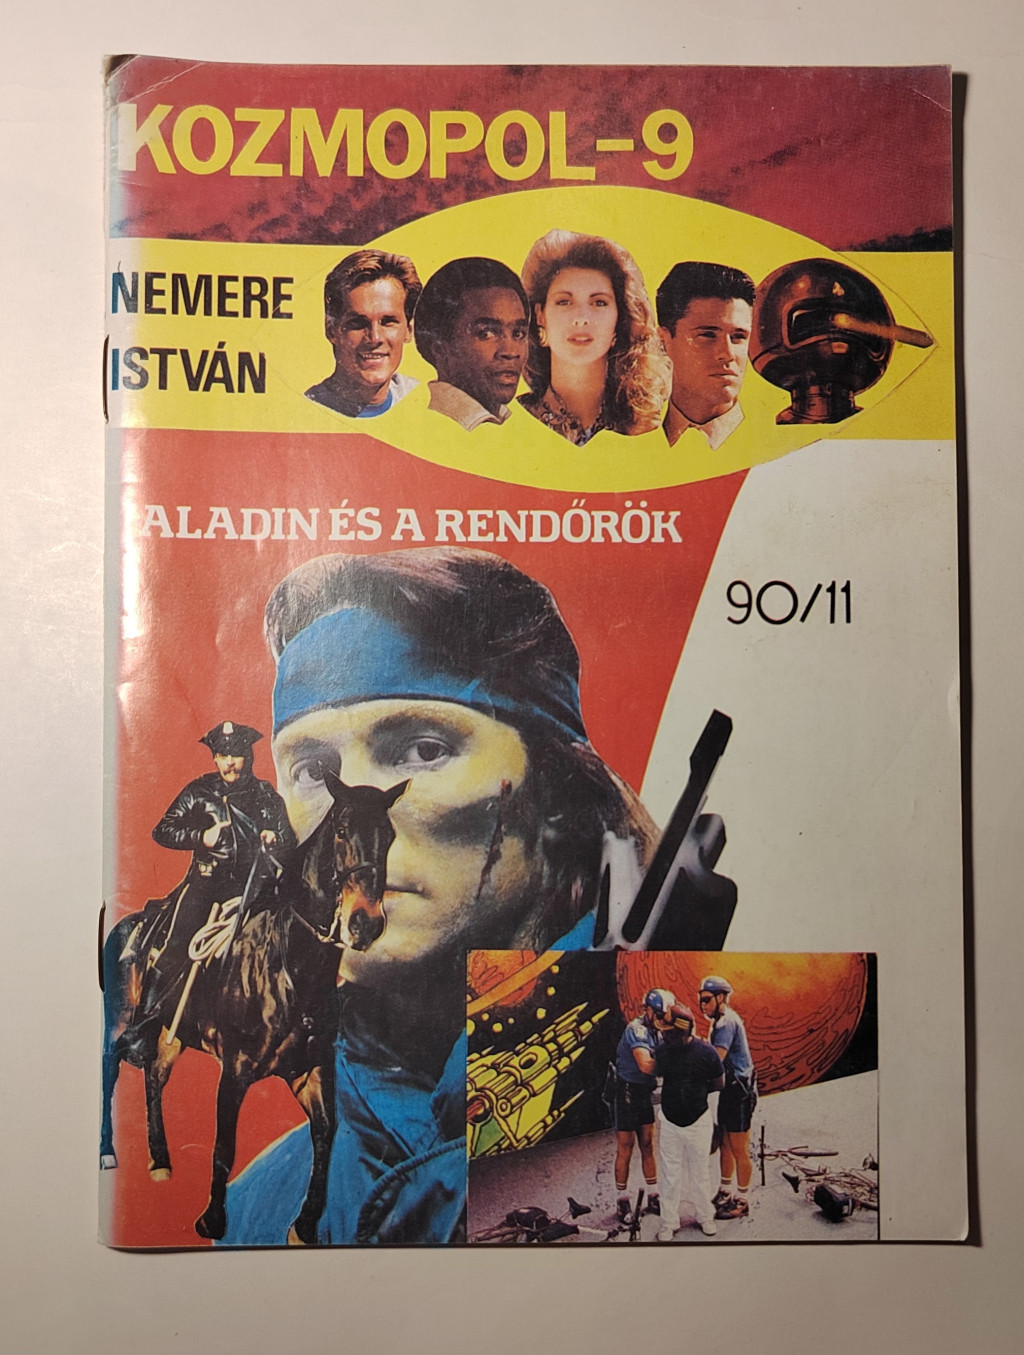 KOZMOPOL-9
NEMERE
ISTVÁN
ALADIN ÉS A RENDŐRÖK
90/11